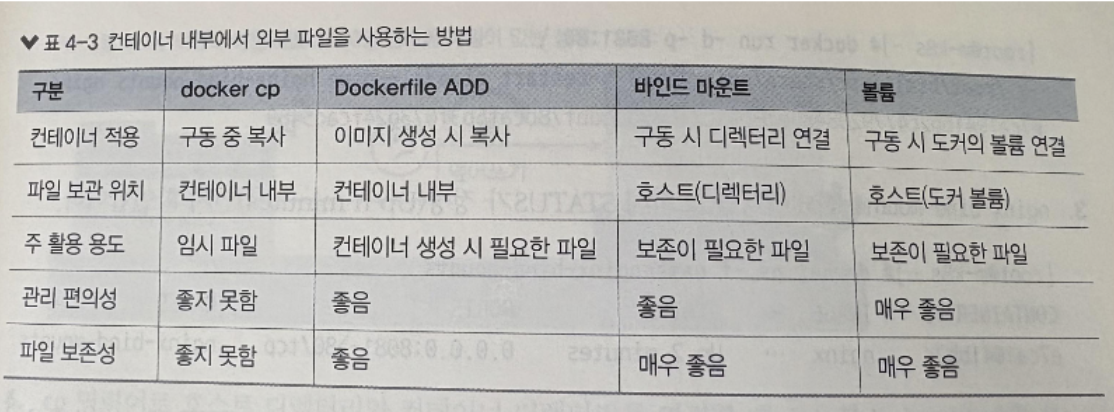 ▼ 표 4-3 컨테이너 내부에서 외부 파일을 사용하는 방법
구분 docker cp Dockerfile ADD 바인드 마운트 볼륨
컨테이너 적용 구동 중 복사 이미지 생성 시 복사 구동 시 디렉터리 연결 구동 시 도커의 볼륨 연결
파일 보관 위치 컨테이너 내부 컨테이너 내부 호스트(디렉터리) 호스트(도커 볼륨)
주 활용 용도 임시 파일 컨테이너 생성 시 필요한 파일 보존이 필요한 파일 보존이 필요한 파일
관리 편의성 좋지 못함 좋음 좋음 매우 좋음
파일 보존성 좋지 못함 좋음 매우 좋음 매우 좋음